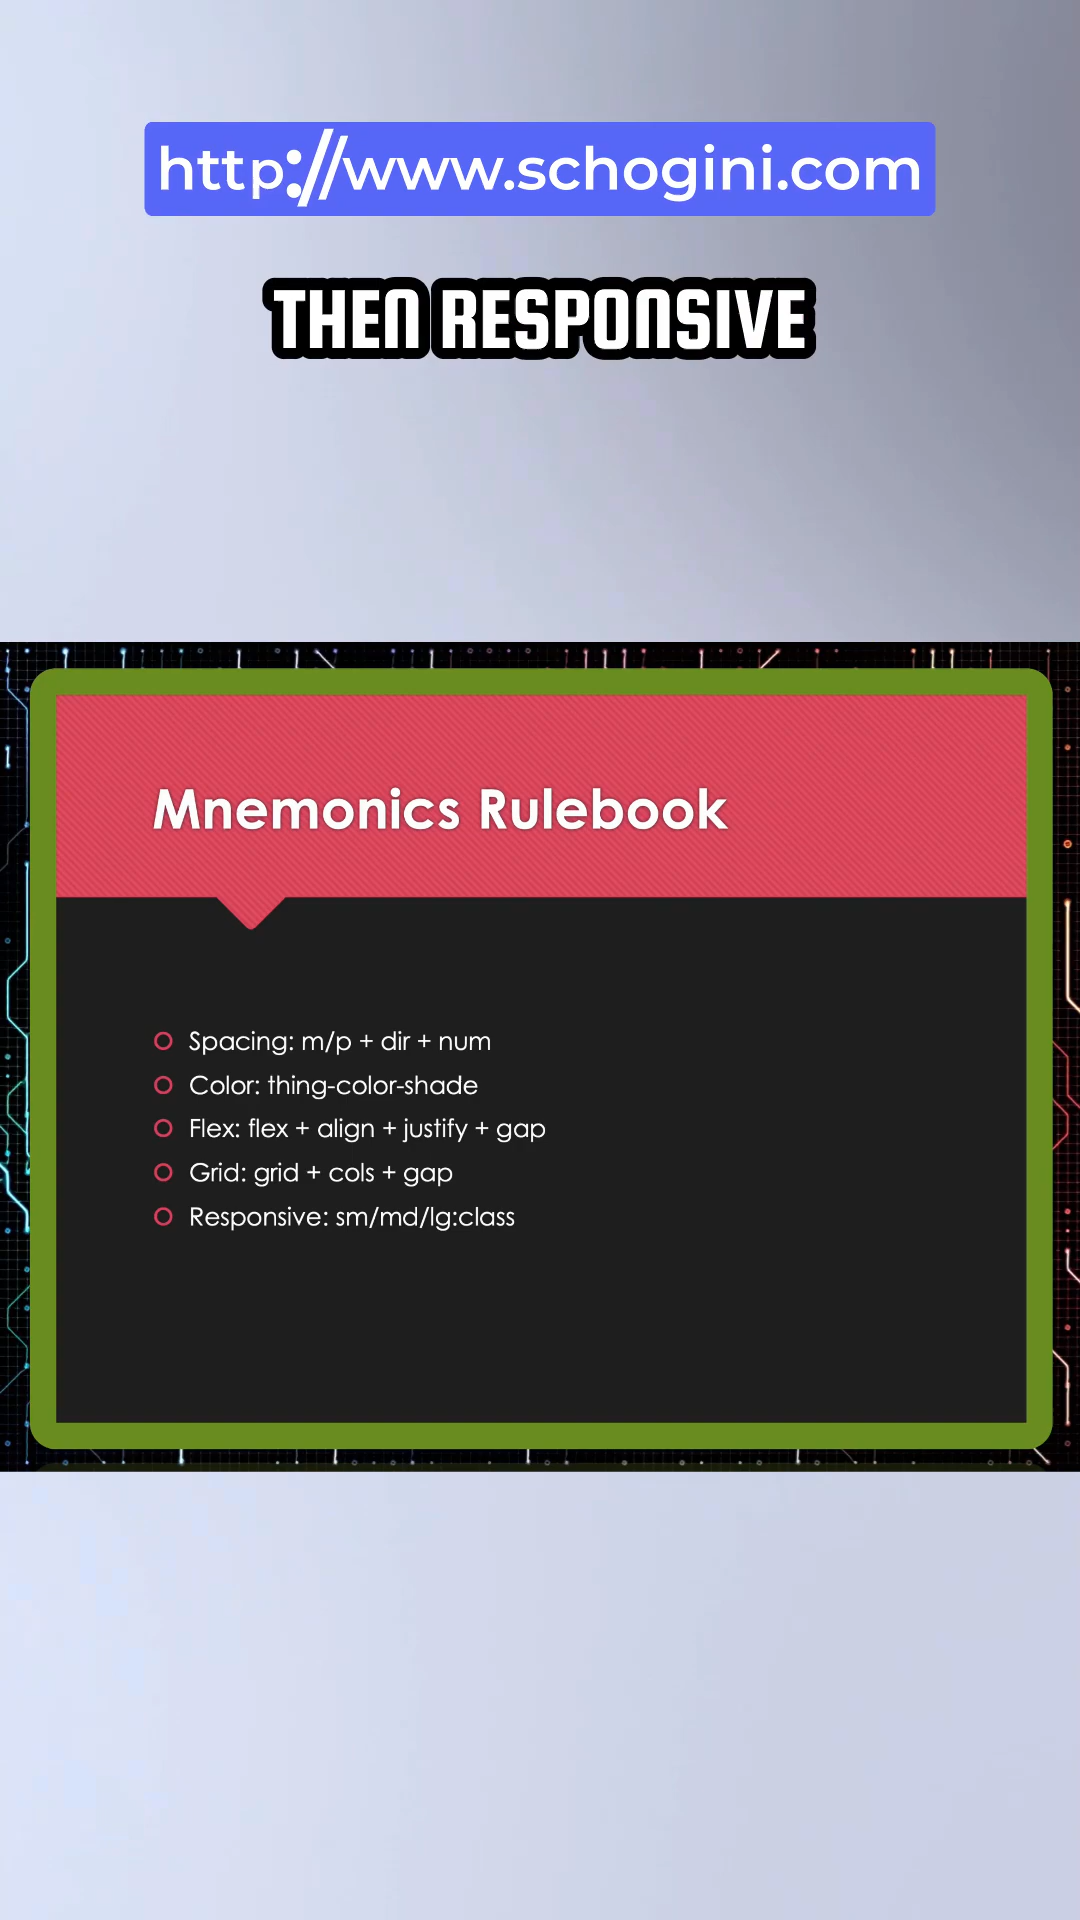 http://www.schogini.com
THEN RESPONSIVE
Mnemonics Rulebook
Spacing: m/p + dir + num
Color: thing-color-shade
Flex: flex + align + justify + gap
Grid: grid + cols + gap
Responsive: sm/md/lg:class